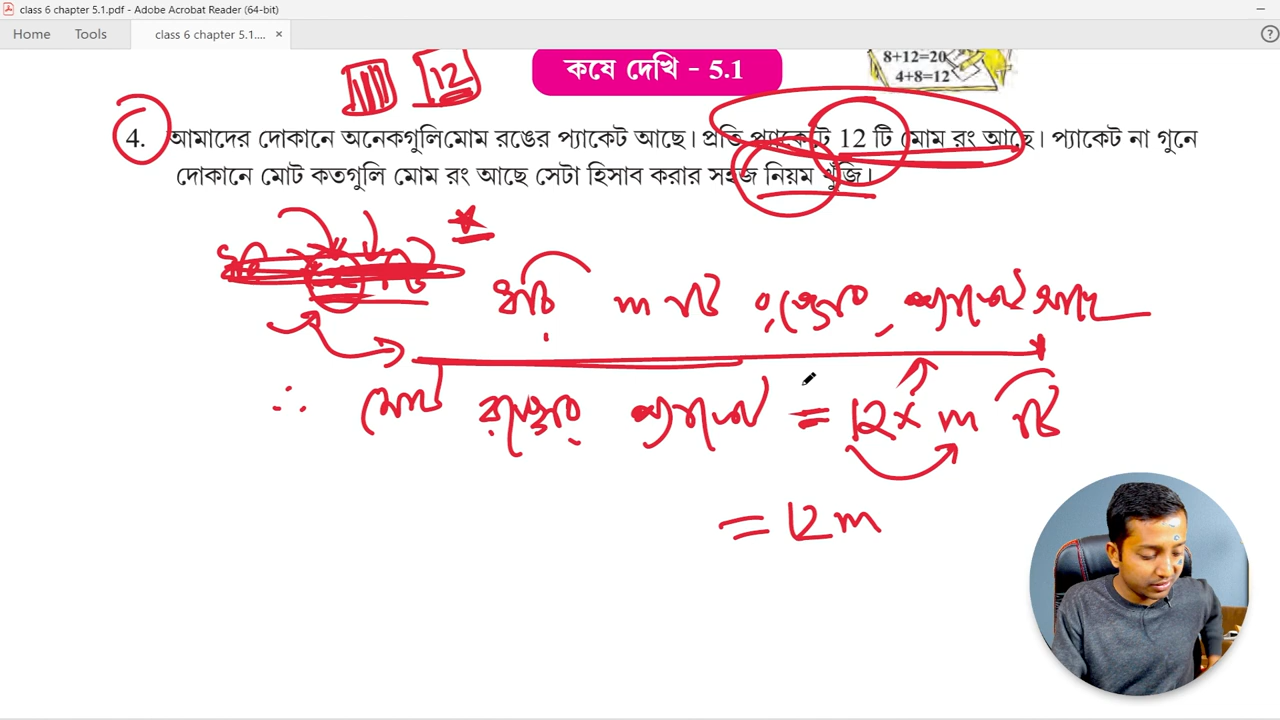 class 6 chapter 5.1.pdf - Adobe Acrobat Reader (64-bit)
Home Tools class 6 chapter 5.1.... × ?
12
কষে দেখি - 5.1
8+12=20
4+8=12
4. আমাদের দোকানে অনেকগুলিমোম রঙের প্যাকেট আছে। প্রতি প্যাকেটে 12 টি মোম রং আছে। প্যাকেট না গুনে
দোকানে মোট কতগুলি মোম রং আছে সেটা হিসাব করার সহজ নিয়ম খুঁজি।
ধরি m টি রঙের প্যাকেট আছে
∴ মোট রঙের প্যাকেট = 12 x m টি
= 12 m